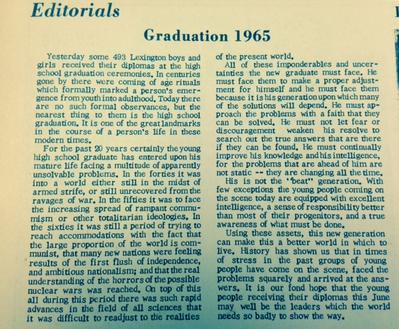 Editorials
Graduation 1965
Yesterday some 493 Lexington boys and
girls received their diplomas at the high
school graduation ceremonies. In centuries
gone by there were coming of age rituals
which formally marked a person's emer-
gence from youth into adulthood. Today there
are no such formal observances, but the
nearest thing to them is the high school
graduation. It is one of the great landmarks
in the course of a person's life in these
modern times.
For the past 20 years certainly the young
high school graduate has entered upon his
mature life facing a multitude of apparently
unsolvable problems. In the forties it was
into a world either still in the midst of
armed strife, or still unrecovered from the
ravages of war. In the fifties it was to face
the increasing spread of rampant commu-
nism or other totalitarian ideologies. In
the sixties it was still a period of trying to
reach accommodations with the fact that
the large proportion of the world is com-
munist, that many new nations were feeling
results of the first flush of independence,
and ambitious nationalism; and that the real
understanding of the horrors of the possible
nuclear wars was reached. On top of this
all during this period there was such rapid
advances in the field of all sciences that
it was difficult to readjust to the realities
of the present world.
All of these imponderables and uncer-
tainties the new graduate must face. He
must face them to make a proper adjust-
ment for himself and he must face them
because it is his generation upon which many
of the solutions will depend. He must ap-
proach the problems with a faith that they
can be solved. He must not let fear or
discouragement weaken his resolve to
search out the true answers that are there
if they can be found. He must continually
improve his knowledge and his intelligence,
for the problems that are ahead of him are
not static -- they are changing all the time.
His is not the "beat" generation. With
few exceptions the young people coming on
the scene today are equipped with excellent
intelligence, a sense of responsibility better
than most of their progenitors, and a true
awareness of what must be done.
Using these assets, this new generation
can make this a better world in which to
live. History has shown us that in times
of stress in the past groups of young
people have come on the scene, faced the
problems squarely and arrived at the ans-
wers. It is our fond hope that the young
people receiving their diplomas this June
may well be the leaders which the world
needs so badly to show the way.